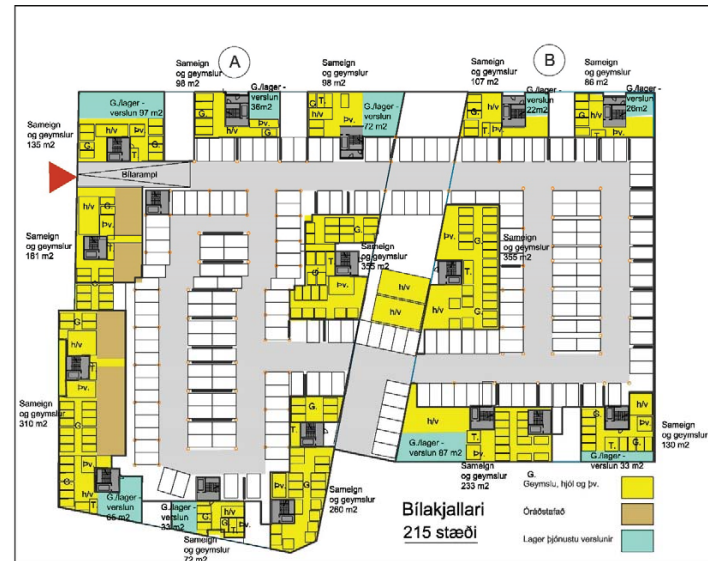 A
B
Sameign
og geymslur
98 m2
Sameign
og geymslur
98 m2
Sameign
og geymslur
107 m2
Sameign
og geymslur
86 m2
G./lager -
verslun 97 m2
G./lager -
verslun
36m2
G./lager -
verslun
72 m2
G./lager -
verslun
22m2
G./lager -
verslun
26m2
Sameign
og geymslur
135 m2
h/v
Þv.
G.
T.
Bílarampl
Sameign
og geymslur
181 m2
Sameign
og geymslur
355 m2
Sameign
og geymslur
355 m2
h/v
h/v
Sameign
og geymslur
310 m2
Sameign
og geymslur
130 m2
G./lager -
verslun 67 m2
G./lager -
verslun 33 m2
Sameign
og geymslur
233 m2
G./lager -
verslun
65 m2
G./lager -
verslun
33 m2
Sameign
og geymslur
72 m2
Sameign
og geymslur
260 m2
Bílakjallari
215 stæði
G.
Geymslu, hjól og þv.
Óráðstafað
Lager þjónustu verslunir